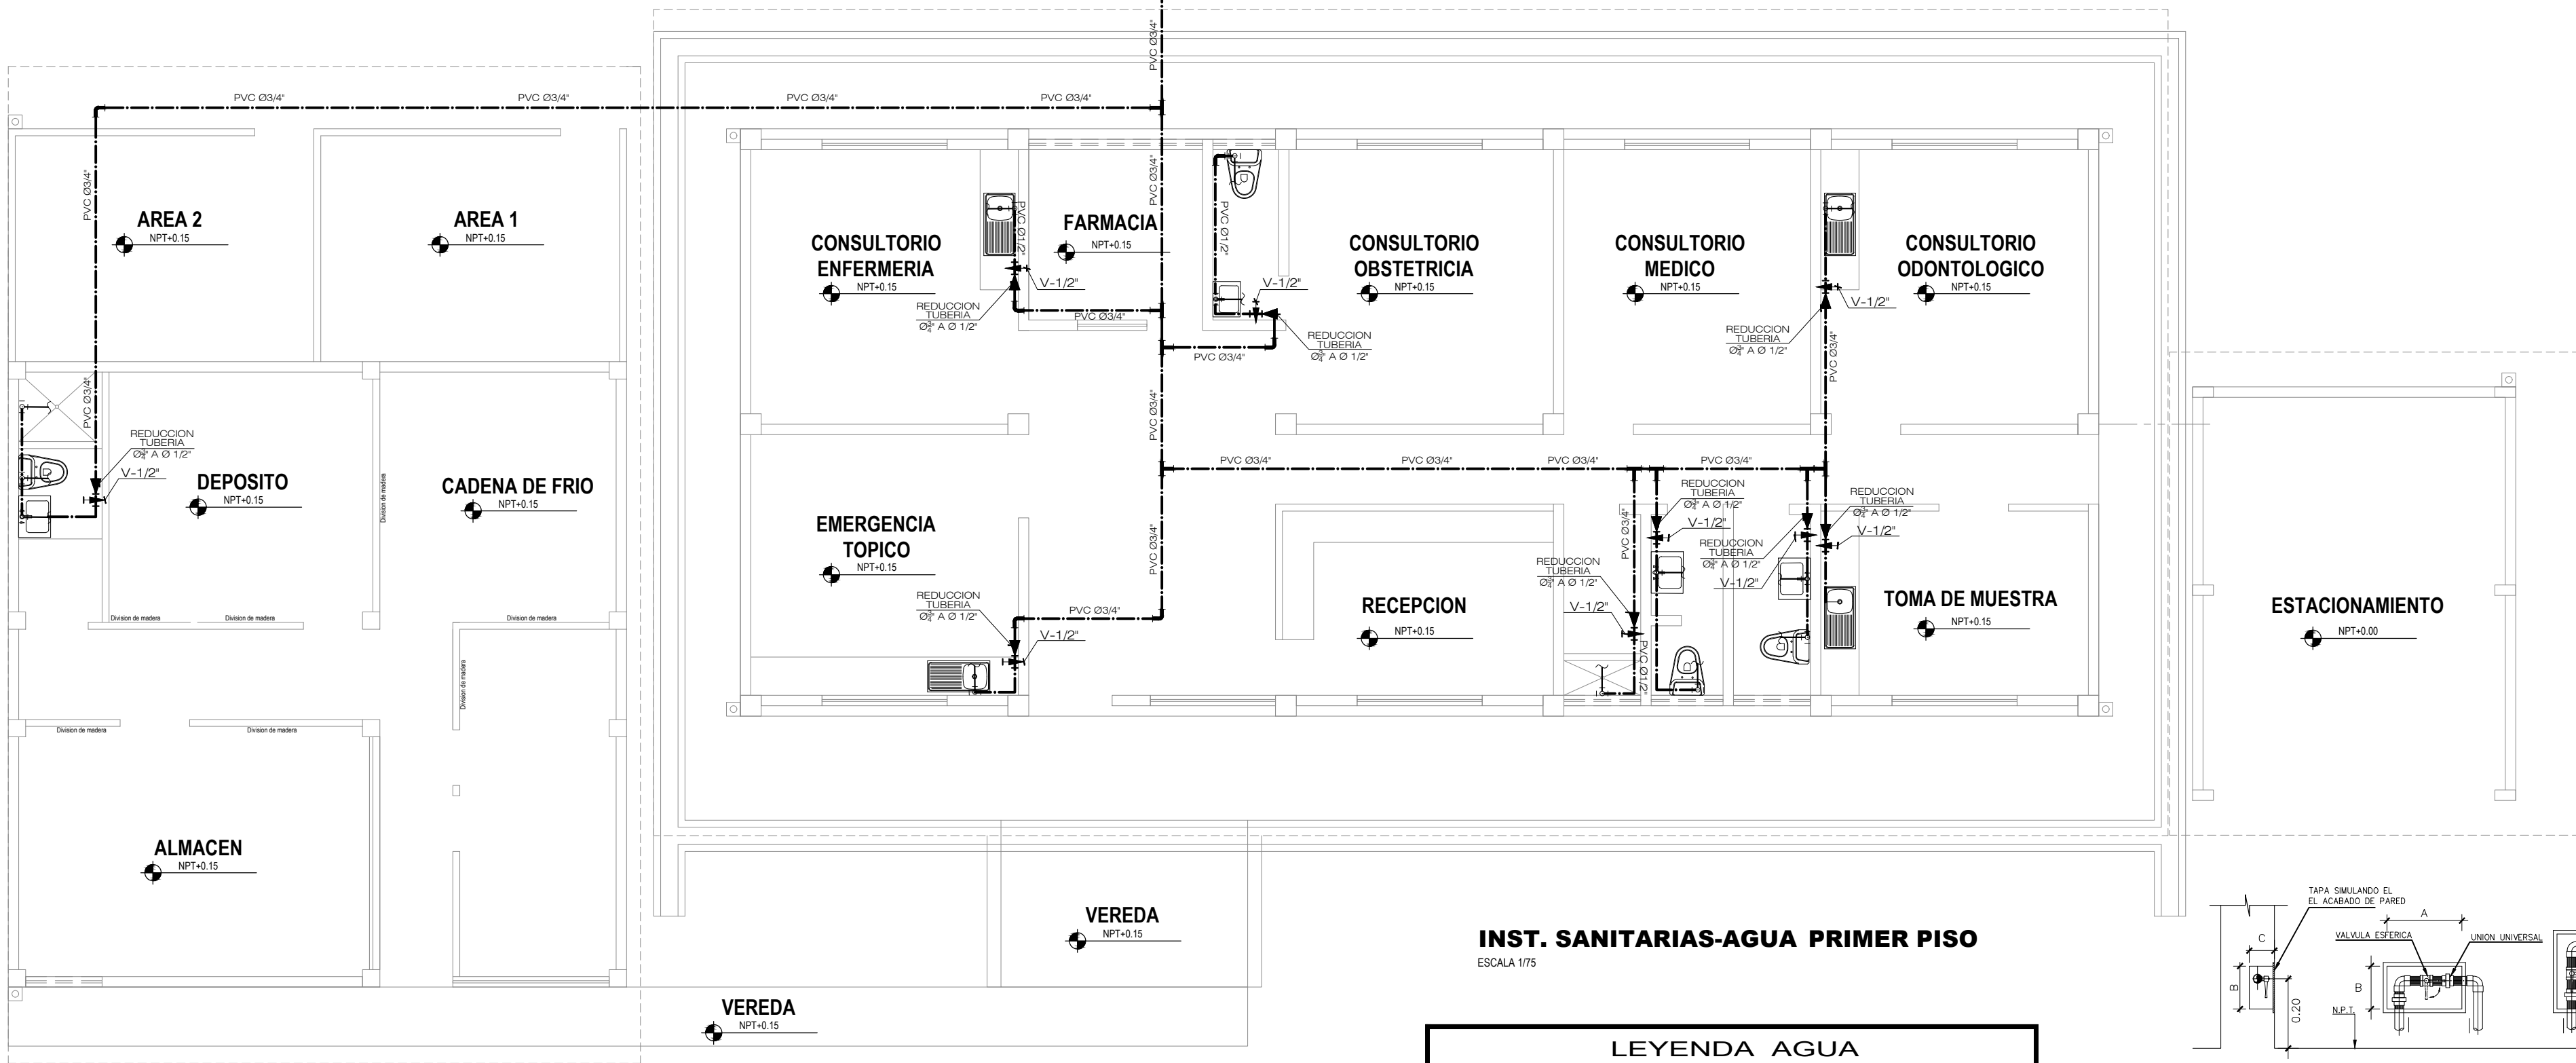 PVC Ø3/4"
PVC Ø3/4"
PVC Ø3/4"
PVC Ø3/4"
PVC Ø3/4"
PVC Ø3/4"
PVC Ø3/4"
AREA 2
NPT+0.15
AREA 1
NPT+0.15
PVC Ø1/2"
FARMACIA
NPT+0.15
PVC Ø1/2"
CONSULTORIO
ENFERMERIA
NPT+0.15
CONSULTORIO
OBSTETRICIA
NPT+0.15
CONSULTORIO
MEDICO
NPT+0.15
CONSULTORIO
ODONTOLOGICO
NPT+0.15
V-1/2"
V-1/2"
V-1/2"
REDUCCION
TUBERIA
Ø3/4" A Ø 1/2"
PVC Ø3/4"
REDUCCION
TUBERIA
Ø3/4" A Ø 1/2"
PVC Ø3/4"
REDUCCION
TUBERIA
Ø3/4" A Ø 1/2"
PVC Ø3/4"
PVC Ø3/4"
PVC Ø3/4"
REDUCCION
TUBERIA
Ø3/4" A Ø 1/2"
V-1/2"
DEPOSITO
NPT+0.15
Division de madera
CADENA DE FRIO
NPT+0.15
PVC Ø3/4"
PVC Ø3/4"
PVC Ø3/4"
PVC Ø3/4"
EMERGENCIA
TOPICO
NPT+0.15
PVC Ø3/4"
PVC Ø3/4"
REDUCCION
TUBERIA
Ø3/4" A Ø 1/2"
V-1/2"
REDUCCION
TUBERIA
Ø3/4" A Ø 1/2"
V-1/2"
REDUCCION
TUBERIA
Ø3/4" A Ø 1/2"
V-1/2"
REDUCCION
TUBERIA
Ø3/4" A Ø 1/2"
V-1/2"
PVC Ø1/2"
REDUCCION
TUBERIA
Ø3/4" A Ø 1/2"
PVC Ø3/4"
V-1/2"
RECEPCION
NPT+0.15
TOMA DE MUESTRA
NPT+0.15
ESTACIONAMIENTO
NPT+0.00
Division de madera
Division de madera
Division de madera
Division de madera
Division de madera
Division de madera
ALMACEN
NPT+0.15
VEREDA
NPT+0.15
VEREDA
NPT+0.15
INST. SANITARIAS-AGUA PRIMER PISO
ESCALA 1/75
LEYENDA AGUA
TAPA SIMULANDO EL
EL ACABADO DE PARED
A
VALVULA ESFERICA
UNION UNIVERSAL
C
B
B
0.20
N.P.T.